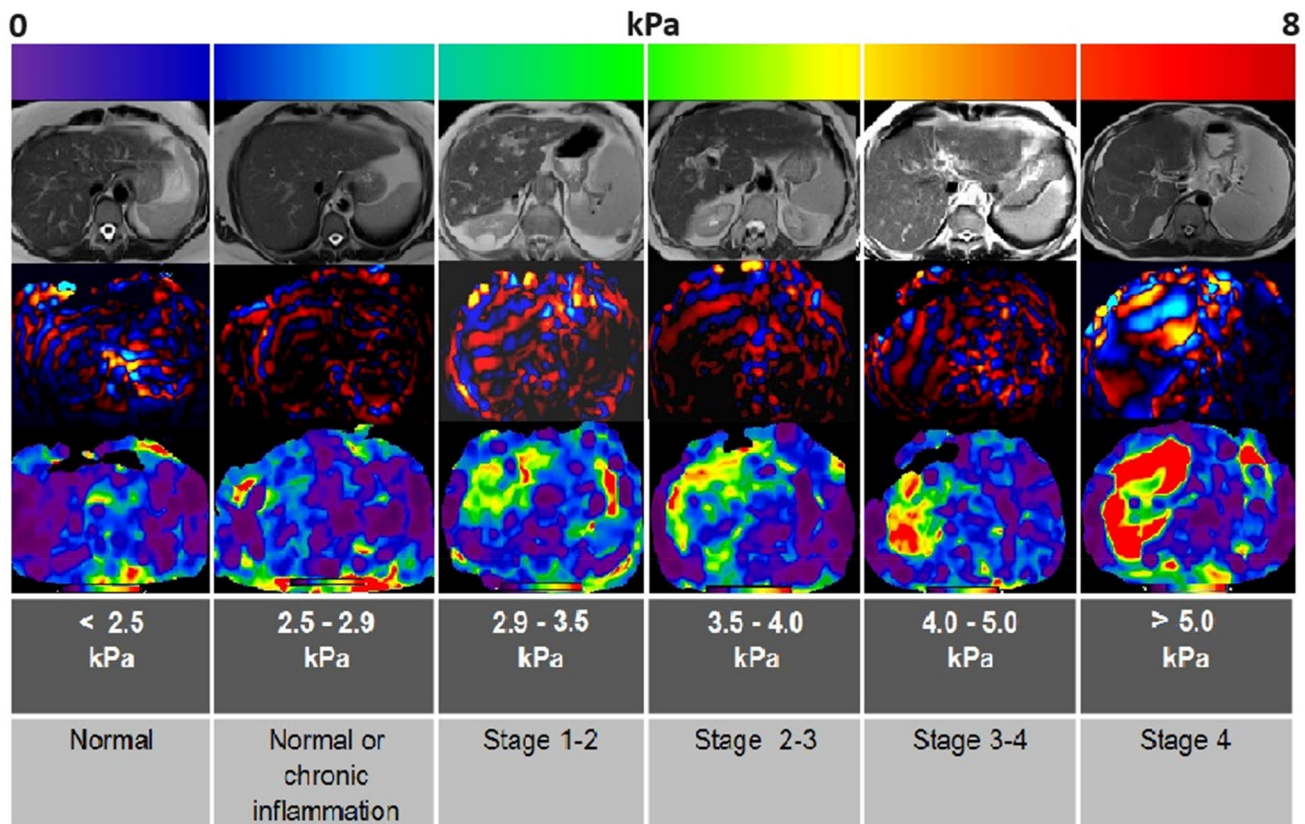 0 kPa 8
< 2.5 kPa
2.5 - 2.9 kPa
2.9 - 3.5 kPa
3.5 - 4.0 kPa
4.0 - 5.0 kPa
> 5.0 kPa
Normal
Normal or
chronic
inflammation
Stage 1-2
Stage 2-3
Stage 3-4
Stage 4